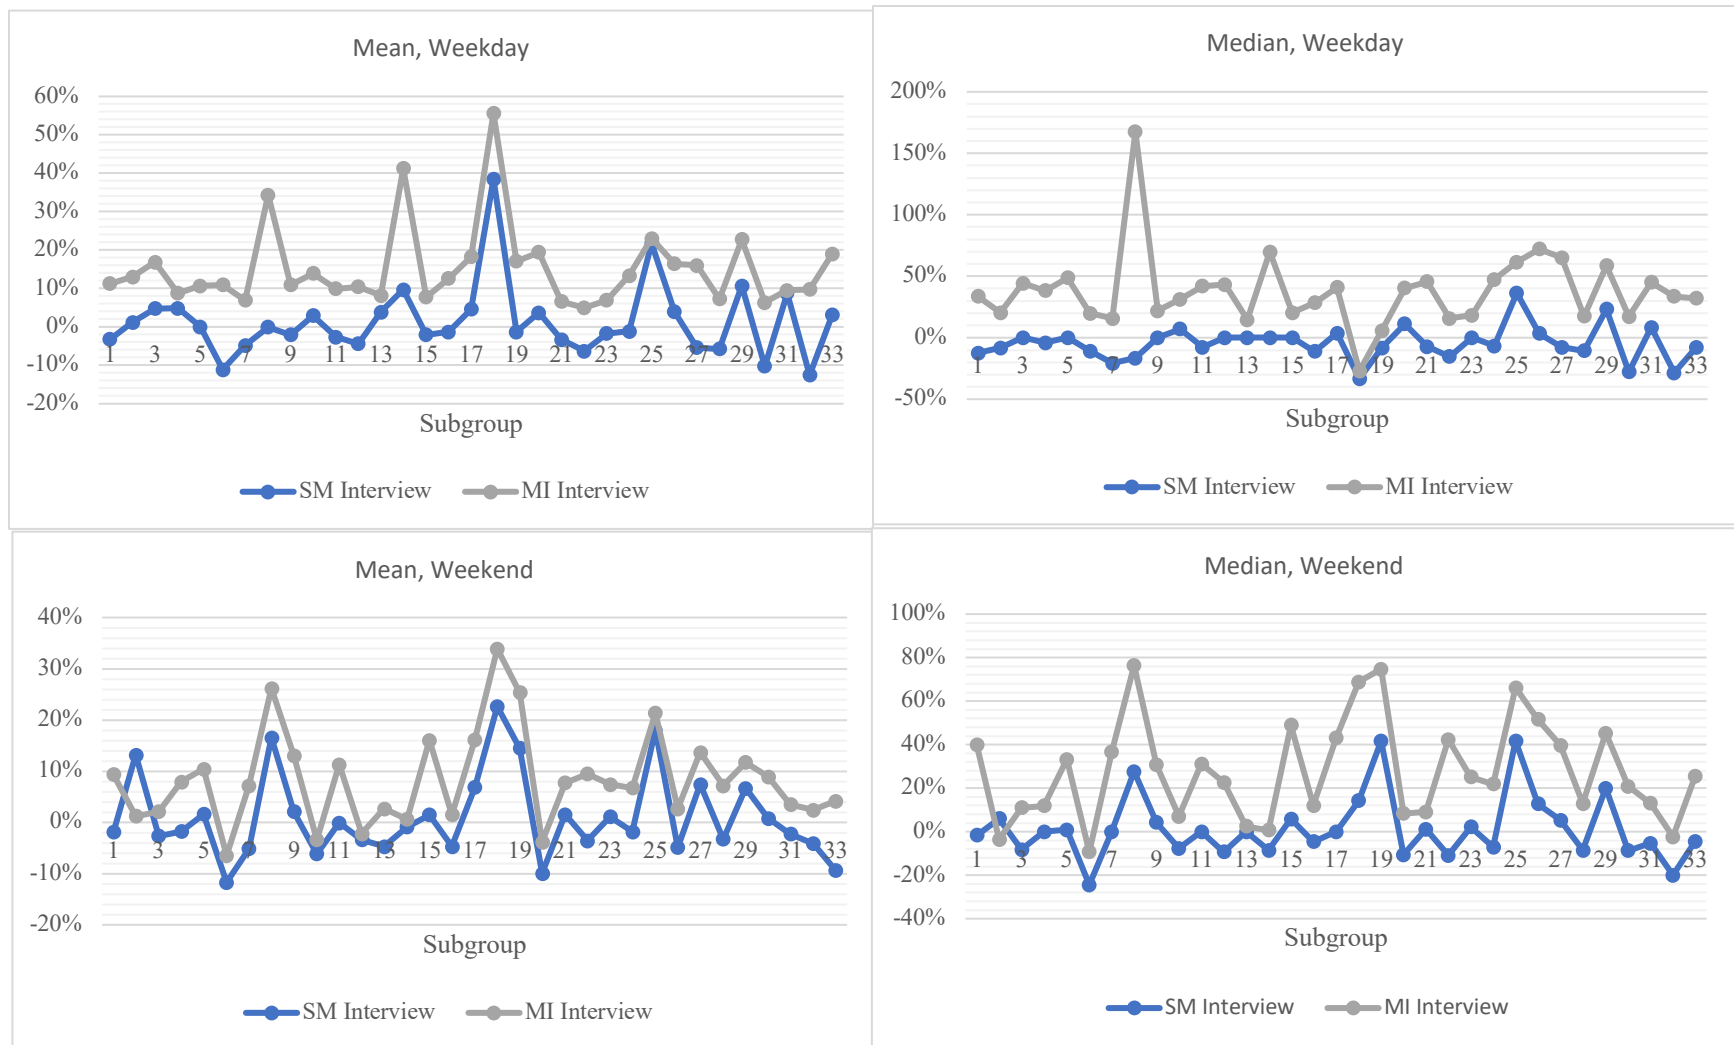 Mean, Weekday
60%
50%
40%
30%
20%
10%
0%
-10%
-20%
1 3 5 7 9 11 13 15 17 19 21 23 25 27 29 31 33
Subgroup
SM Interview MI Interview
Median, Weekday
200%
150%
100%
50%
0%
-50%
1 3 5 7 9 11 13 15 17 19 21 23 25 27 29 31 33
Subgroup
SM Interview MI Interview
Mean, Weekend
40%
30%
20%
10%
0%
-10%
-20%
1 3 5 7 9 11 13 15 17 19 21 23 25 27 29 31 33
Subgroup
SM Interview MI Interview
Median, Weekend
100%
80%
60%
40%
20%
0%
-20%
-40%
1 3 5 7 9 11 13 15 17 19 21 23 25 27 29 31 33
Subgroup
SM Interview MI Interview